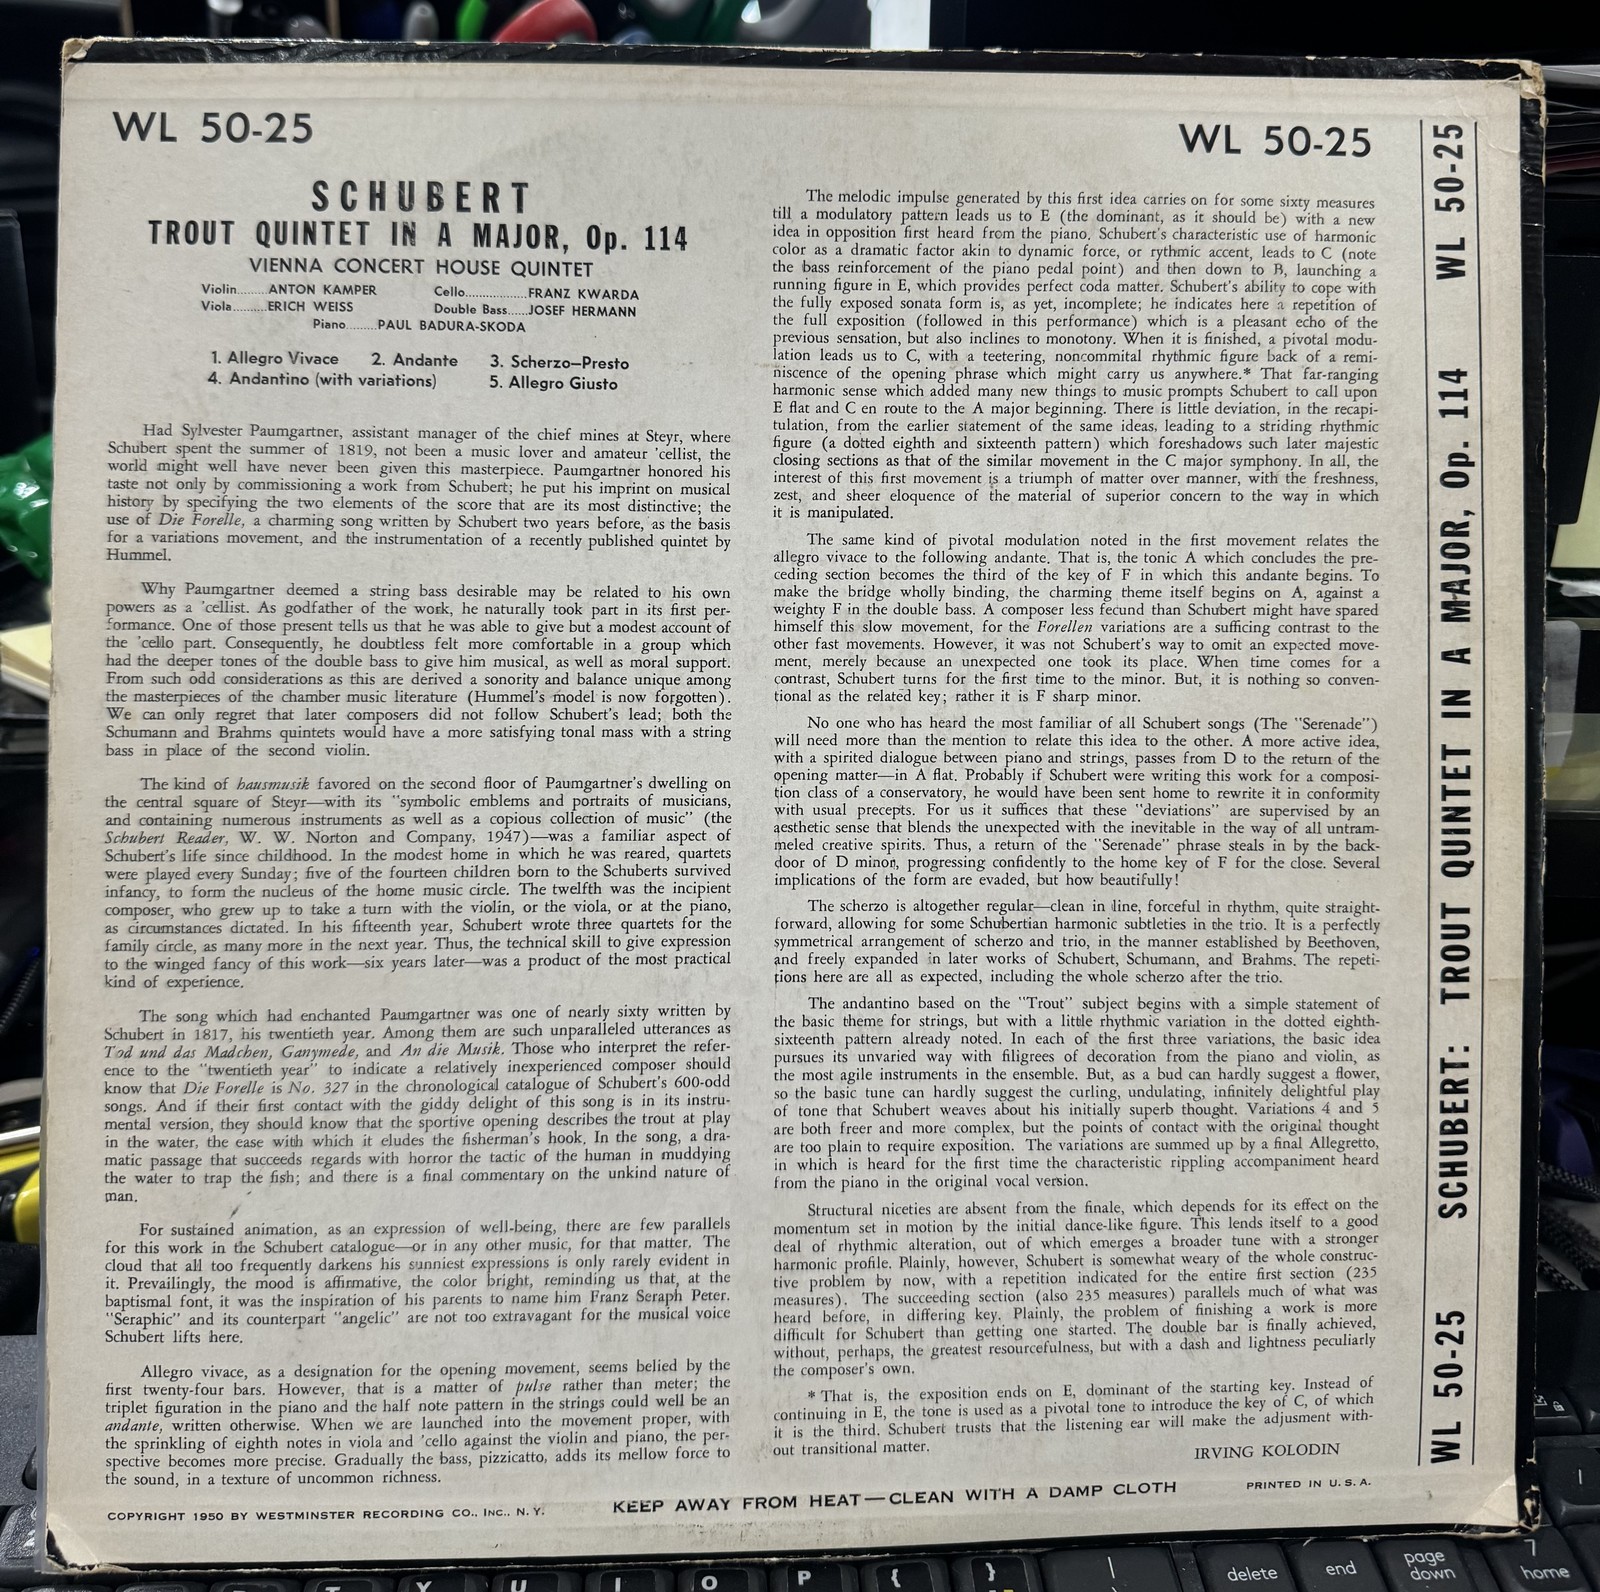 WL 50-25
WL 50-25
SCHUBERT
TROUT QUINTET IN A MAJOR, Op. 114
VIENNA CONCERT HOUSE QUINTET
Violin........ANTON KAMPER Cello..................FRANZ KWARDA
Viola..........ERICH WEISS Double Bass......JOSEF HERMANN
Piano.........PAUL BADURA-SKODA
1. Allegro Vivace 2. Andante 3. Scherzo—Presto
4. Andantino (with variations) 5. Allegro Giusto
Had Sylvester Paumgartner, assistant manager of the chief mines at Steyr, where
Schubert spent the summer of 1819, not been a music lover and amateur 'cellist, the
world might well have never been given this masterpiece. Paumgartner honored his
taste not only by commissioning a work from Schubert; he put his imprint on musical
history by specifying the two elements of the score that are its most distinctive; the
use of Die Forelle, a charming song written by Schubert two years before, as the basis
for a variations movement, and the instrumentation of a recently published quintet by
Hummel.
Why Paumgartner deemed a string bass desirable may be related to his own
powers as a 'cellist. As godfather of the work, he naturally took part in its first per-
formance. One of those present tells us that he was able to give but a modest account of
the 'cello part. Consequently, he doubtless felt more comfortable in a group which
had the deeper tones of the double bass to give him musical, as well as moral support.
From such odd considerations as this are derived a sonority and balance unique among
the masterpieces of the chamber music literature (Hummel's model is now forgotten).
We can only regret that later composers did not follow Schubert's lead; both the
Schumann and Brahms quintets would have a more satisfying tonal mass with a string
bass in place of the second violin.
The kind of hausmusik favored on the second floor of Paumgartner's dwelling on
the central square of Steyr—with its "symbolic emblems and portraits of musicians,
and containing numerous instruments as well as a copious collection of music" (the
Schubert Reader, W. W. Norton and Company, 1947)—was a familiar aspect of
Schubert's life since childhood. In the modest home in which he was reared, quartets
were played every Sunday; five of the fourteen children born to the Schuberts survived
infancy, to form the nucleus of the home music circle. The twelfth was the incipient
composer, who grew up to take a turn with the violin, or the viola, or at the piano,
as circumstances dictated. In his fifteenth year, Schubert wrote three quartets for the
family circle, as many more in the next year. Thus, the technical skill to give expression
to the winged fancy of this work—six years later—was a product of the most practical
kind of experience.
The song which had enchanted Paumgartner was one of nearly sixty written by
Schubert in 1817, his twentieth year. Among them are such unparalleled utterances as
Tod und das Madchen, Ganymede, and An die Musik. Those who interpret the refer-
ence to the "twentieth year" to indicate a relatively inexperienced composer should
know that Die Forelle is No. 327 in the chronological catalogue of Schubert's 600-odd
songs. And if their first contact with the giddy delight of this song is in its instru-
mental version, they should know that the sportive opening describes the trout at play
in the water, the ease with which it eludes the fisherman's hook. In the song, a dra-
matic passage that succeeds regards with horror the tactic of the human in muddying
the water to trap the fish; and there is a final commentary on the unkind nature of
man.
For sustained animation, as an expression of well-being, there are few parallels
for this work in the Schubert catalogue—or in any other music, for that matter. The
cloud that all too frequently darkens his sunniest expressions is only rarely evident in
it. Prevailingly, the mood is affirmative, the color bright, reminding us that, at the
baptismal font, it was the inspiration of his parents to name him Franz Seraph Peter.
"Seraphic" and its counterpart "angelic" are not too extravagant for the musical voice
Schubert lifts here.
Allegro vivace, as a designation for the opening movement, seems belied by the
first twenty-four bars. However, that is a matter of pulse rather than meter; the
triplet figuration in the piano and the half note pattern in the strings could well be an
andante, written otherwise. When we are launched into the movement proper, with
the sprinkling of eighth notes in viola and 'cello against the violin and piano, the per-
spective becomes more precise. Gradually the bass, pizzicatto, adds its mellow force to
the sound, in a texture of uncommon richness.
The melodic impulse generated by this first idea carries on for some sixty measures
till a modulatory pattern leads us to E (the dominant, as it should be) with a new
idea in opposition first heard from the piano. Schubert's characteristic use of harmonic
color as a dramatic factor akin to dynamic force, or rythmic accent, leads to C (note
the bass reinforcement of the piano pedal point) and then down to B, launching a
running figure in E, which provides perfect coda matter. Schubert's ability to cope with
the fully exposed sonata form is, as yet, incomplete; he indicates here a repetition of
the full exposition (followed in this performance) which is a pleasant echo of the
previous sensation, but also inclines to monotony. When it is finished, a pivotal modu-
lation leads us to C, with a teetering, noncommital rhythmic figure back of a remi-
niscence of the opening phrase which might carry us anywhere.* That far-ranging
harmonic sense which added many new things to music prompts Schubert to call upon
E flat and C en route to the A major beginning. There is little deviation, in the recapi-
tulation, from the earlier statement of the same ideas, leading to a striding rhythmic
figure (a dotted eighth and sixteenth pattern) which foreshadows such later majestic
closing sections as that of the similar movement in the C major symphony. In all, the
interest of this first movement is a triumph of matter over manner, with the freshness,
zest, and sheer eloquence of the material of superior concern to the way in which
it is manipulated.
The same kind of pivotal modulation noted in the first movement relates the
allegro vivace to the following andante. That is, the tonic A which concludes the pre-
ceding section becomes the third of the key of F in which this andante begins. To
make the bridge wholly binding, the charming theme itself begins on A, against a
weighty F in the double bass. A composer less fecund than Schubert might have spared
himself this slow movement, for the Forellen variations are a sufficing contrast to the
other fast movements. However, it was not Schubert's way to omit an expected move-
ment, merely because an unexpected one took its place. When time comes for a
contrast, Schubert turns for the first time to the minor. But, it is nothing so conven-
tional as the related key; rather it is F sharp minor.
No one who has heard the most familiar of all Schubert songs (The "Serenade")
will need more than the mention to relate this idea to the other. A more active idea,
with a spirited dialogue between piano and strings, passes from D to the return of the
opening matter—in A flat. Probably if Schubert were writing this work for a composi-
tion class of a conservatory, he would have been sent home to rewrite it in conformity
with usual precepts. For us it suffices that these "deviations" are supervised by an
aesthetic sense that blends the unexpected with the inevitable in the way of all untram-
meled creative spirits. Thus, a return of the "Serenade" phrase steals in by the back-
door of D minor, progressing confidently to the home key of F for the close. Several
implications of the form are evaded, but how beautifully!
The scherzo is altogether regular—clean in line, forceful in rhythm, quite straight-
forward, allowing for some Schubertian harmonic subtleties in the trio. It is a perfectly
symmetrical arrangement of scherzo and trio, in the manner established by Beethoven,
and freely expanded in later works of Schubert, Schumann, and Brahms. The repeti-
tions here are all as expected, including the whole scherzo after the trio.
The andantino based on the "Trout" subject begins with a simple statement of
the basic theme for strings, but with a little rhythmic variation in the dotted eighth-
sixteenth pattern already noted. In each of the first three variations, the basic idea
pursues its unvaried way with filigrees of decoration from the piano and violin, as
the most agile instruments in the ensemble. But, as a bud can hardly suggest a flower,
so the basic tune can hardly suggest the curling, undulating, infinitely delightful play
of tone that Schubert weaves about his initially superb thought. Variations 4 and 5
are both freer and more complex, but the points of contact with the original thought
are too plain to require exposition. The variations are summed up by a final Allegretto,
in which is heard for the first time the characteristic rippling accompaniment heard
from the piano in the original vocal version.
Structural niceties are absent from the finale, which depends for its effect on the
momentum set in motion by the initial dance-like figure. This lends itself to a good
deal of rhythmic alteration, out of which emerges a broader tune with a stronger
harmonic profile. Plainly, however, Schubert is somewhat weary of the whole construc-
tive problem by now, with a repetition indicated for the entire first section (235
measures). The succeeding section (also 235 measures) parallels much of what was
heard before, in differing key. Plainly, the problem of finishing a work is more
difficult for Schubert than getting one started. The double bar is finally achieved,
without, perhaps, the greatest resourcefulness, but with a dash and lightness peculiarly
the composer's own.
* That is, the exposition ends on E, dominant of the starting key. Instead of
continuing in E, the tone is used as a pivotal tone to introduce the key of C, of which
it is the third. Schubert trusts that the listening ear will make the adjusment with-
out transitional matter.
IRVING KOLODIN
COPYRIGHT 1950 BY WESTMINSTER RECORDING CO., INC., N. Y.
KEEP AWAY FROM HEAT—CLEAN WITH A DAMP CLOTH
PRINTED IN U. S. A.
WL 50-25 SCHUBERT: TROUT QUINTET IN A MAJOR, Op. 114 WL 50-25
T Y U I O P { }
delete end page down 7 home